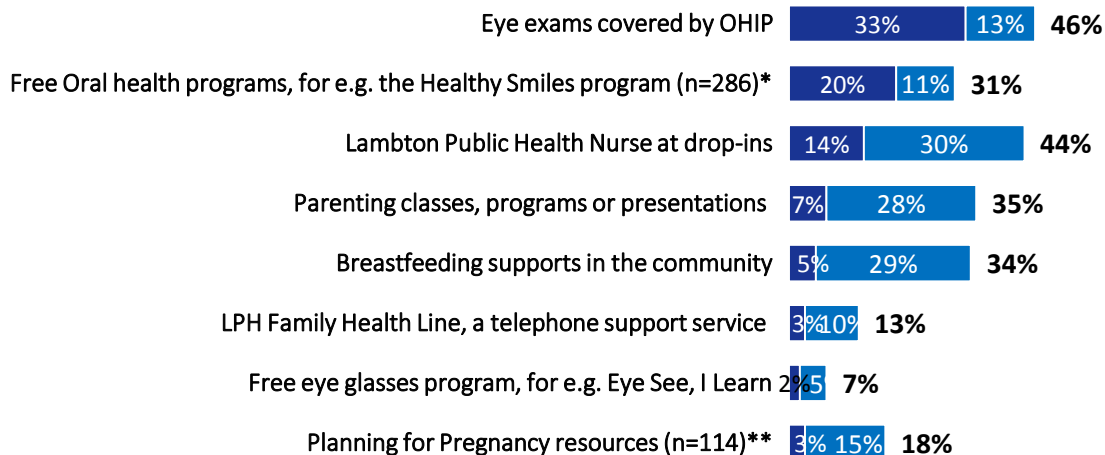 Eye exams covered by OHIP 33% 13% 46%
Free Oral health programs, for e.g. the Healthy Smiles program (n=286)* 20% 11% 31%
Lambton Public Health Nurse at drop-ins 14% 30% 44%
Parenting classes, programs or presentations 7% 28% 35%
Breastfeeding supports in the community 5% 29% 34%
LPH Family Health Line, a telephone support service 3% 10% 13%
Free eye glasses program, for e.g. Eye See, I Learn 2% 5 7%
Planning for Pregnancy resources (n=114)** 3% 15% 18%